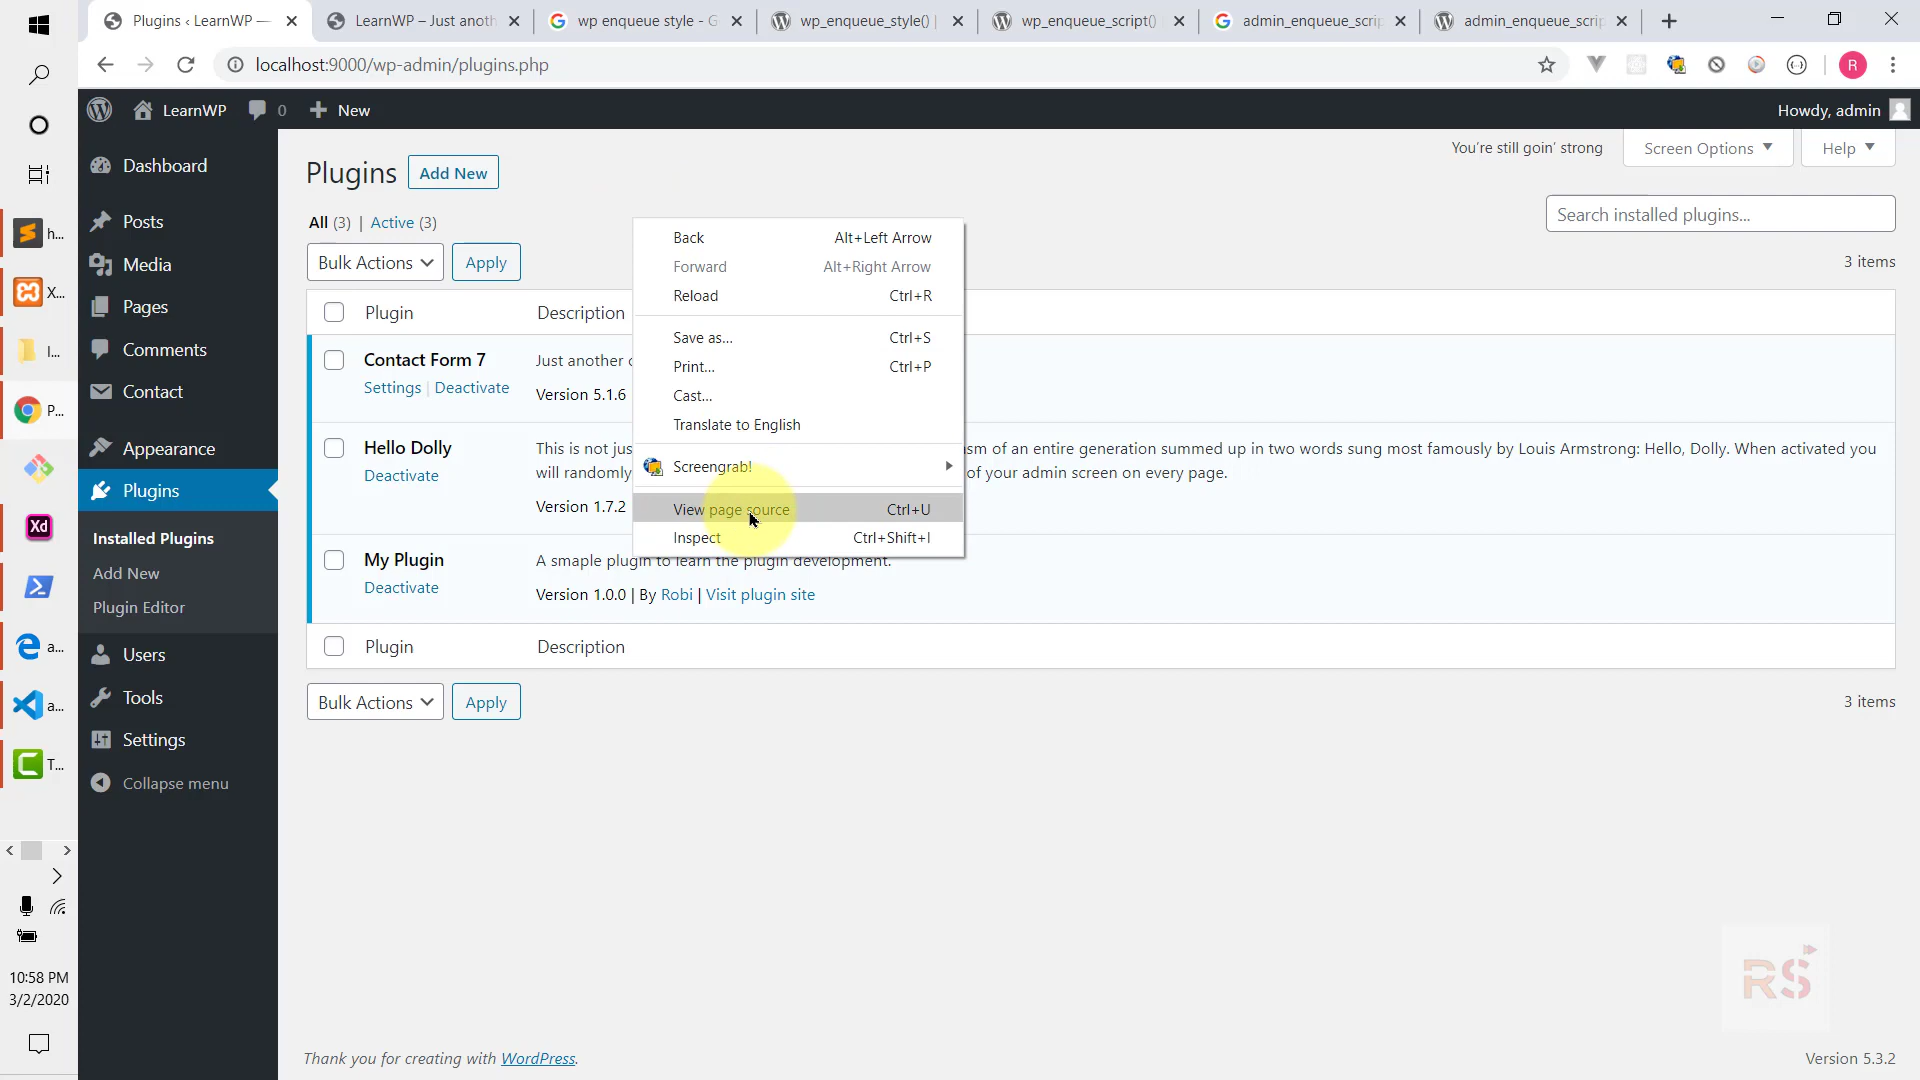 Plugins ‹ LearnWP —
LearnWP – Just anoth
wp enqueue style - G
wp_enqueue_style() |
wp_enqueue_script()
admin_enqueue_scrip
admin_enqueue_scrip
localhost:9000/wp-admin/plugins.php
R
LearnWP
0
New
Howdy, admin
You're still goin' strong
Screen Options
Help
Dashboard
Posts
Media
Pages
Comments
Contact
Appearance
Plugins
Installed Plugins
Add New
Plugin Editor
Users
Tools
Settings
Collapse menu
Plugins
Add New
All (3) | Active (3)
Search installed plugins...
Bulk Actions
Apply
3 items
Plugin
Description
Contact Form 7
Settings | Deactivate
Just another c
Version 5.1.6
Hello Dolly
Deactivate
This is not jus
sm of an entire generation summed up in two words sung most famously by Louis Armstrong: Hello, Dolly. When activated you
will randomly
of your admin screen on every page.
Version 1.7.2
My Plugin
Deactivate
A smaple plugin to learn the plugin development.
Version 1.0.0 | By Robi | Visit plugin site
Plugin
Description
Bulk Actions
Apply
3 items
Back Alt+Left Arrow
Forward Alt+Right Arrow
Reload Ctrl+R
Save as... Ctrl+S
Print... Ctrl+P
Cast...
Translate to English
Screengrab!
View page source Ctrl+U
Inspect Ctrl+Shift+I
h...
X...
l...
P...
Xd
a...
a...
T...
10:58 PM
3/2/2020
RS
Thank you for creating with WordPress.
Version 5.3.2